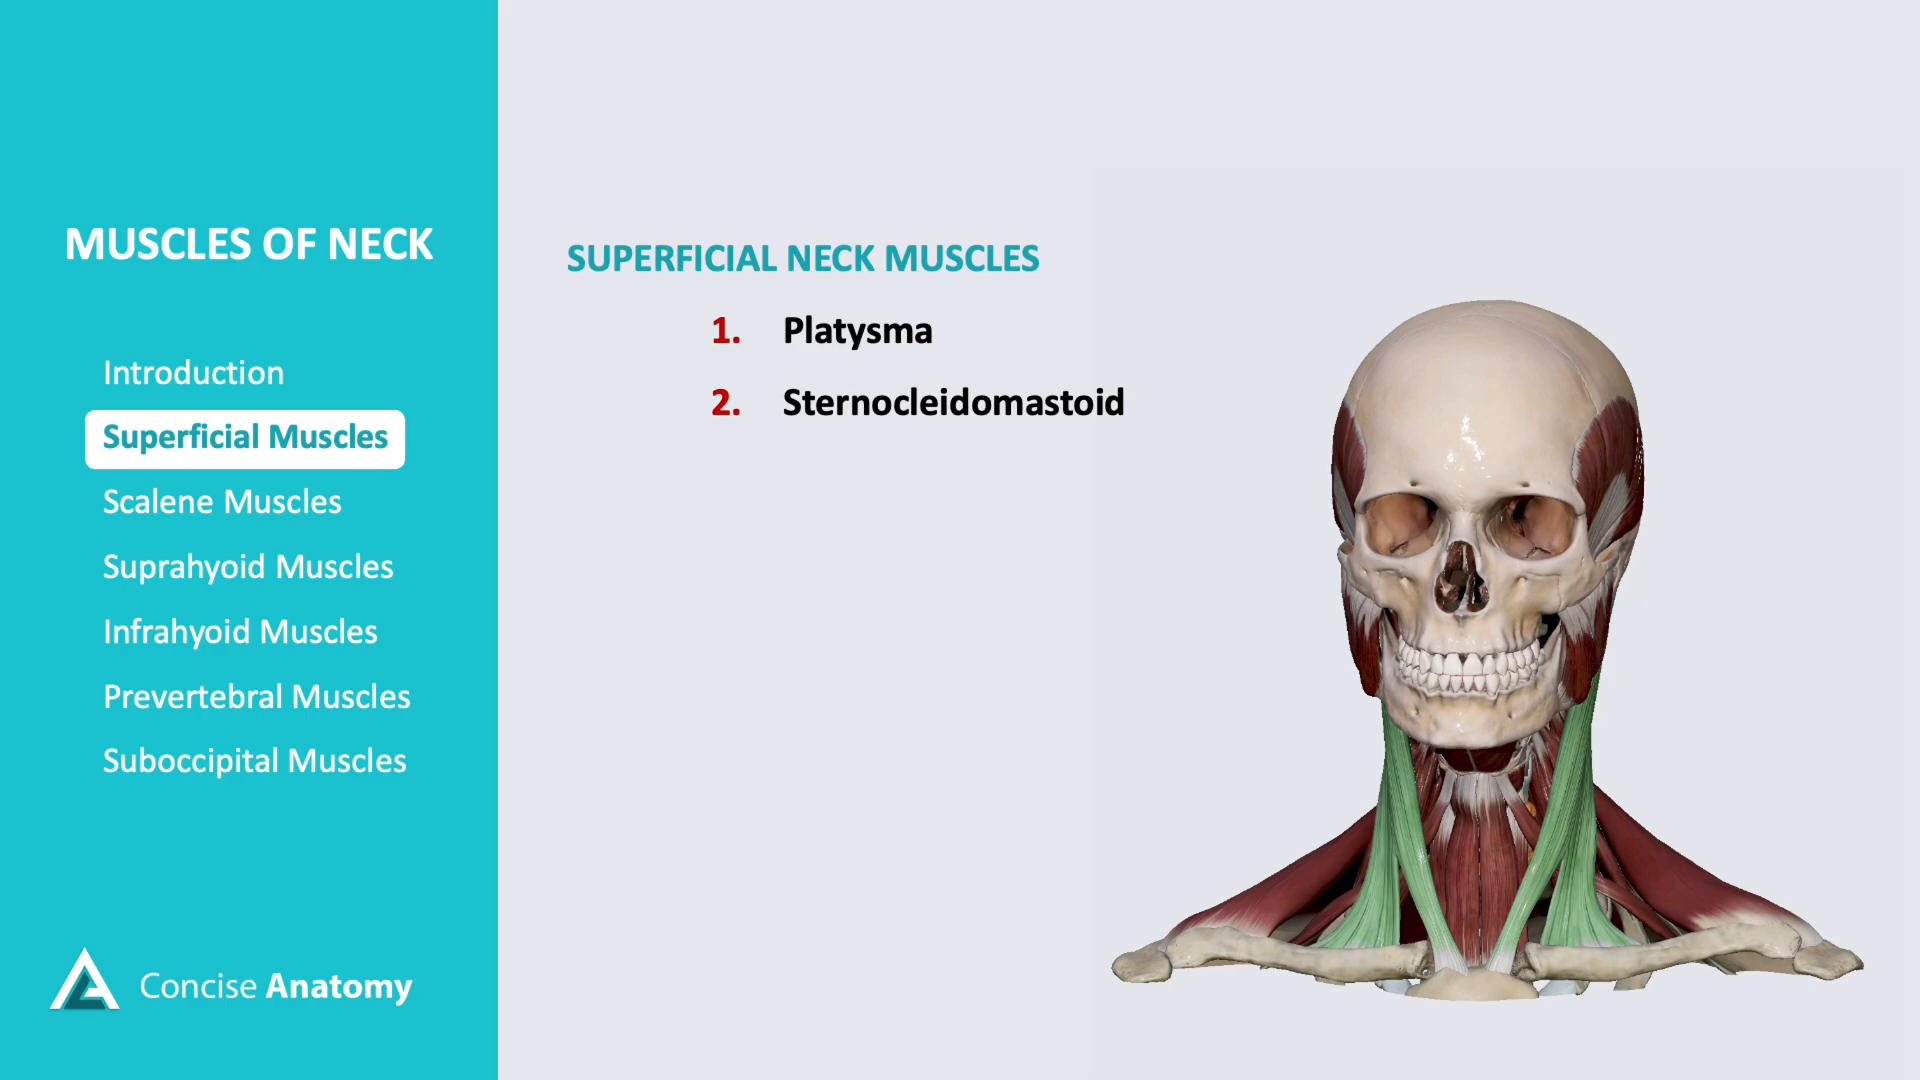 MUSCLES OF NECK
Introduction
Superficial Muscles
Scalene Muscles
Suprahyoid Muscles
Infrahyoid Muscles
Prevertebral Muscles
Suboccipital Muscles
Concise Anatomy
SUPERFICIAL NECK MUSCLES
1. Platysma
2. Sternocleidomastoid